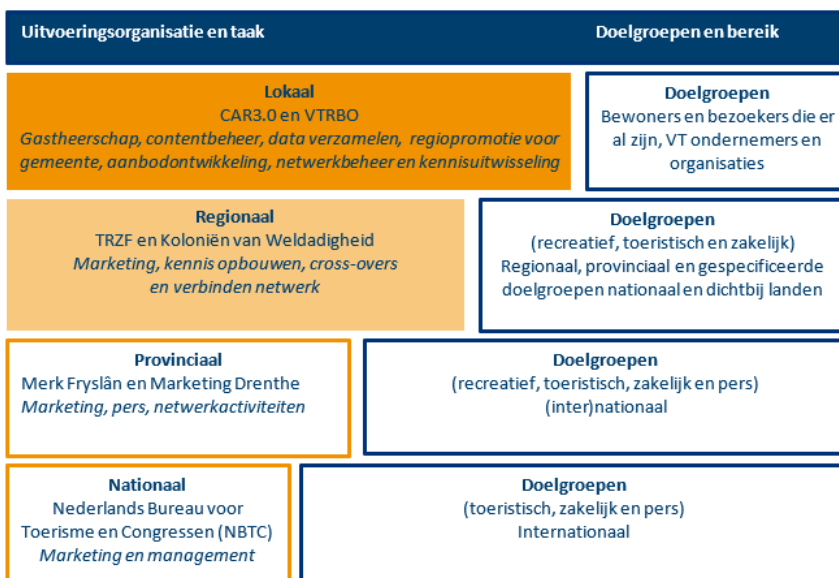 Uitvoeringsorganisatie en taak
Doelgroepen en bereik
Lokaal
CAR3.0 en VTRBO
Gastheerschap, contentbeheer, data verzamelen, regiopromotie voor
gemeente, aanbodontwikkeling, netwerkbeheer en kennisuitwisseling
Doelgroepen
Bewoners en bezoekers die er
al zijn, VT ondernemers en
organisaties
Regionaal
TRZF en Koloniën van Weldadigheid
Marketing, kennis opbouwen, cross-overs
en verbinden netwerk
Doelgroepen
(recreatief, toeristisch en zakelijk)
Regionaal, provinciaal en gespecificeerde
doelgroepen nationaal en dichtbij landen
Provinciaal
Merk Fryslân en Marketing Drenthe
Marketing, pers, netwerkactiviteiten
Doelgroepen
(recreatief, toeristisch, zakelijk en pers)
(inter)nationaal
Nationaal
Nederlands Bureau voor
Toerisme en Congressen (NBTC)
Marketing en management
Doelgroepen
(toeristisch, zakelijk en pers)
Internationaal